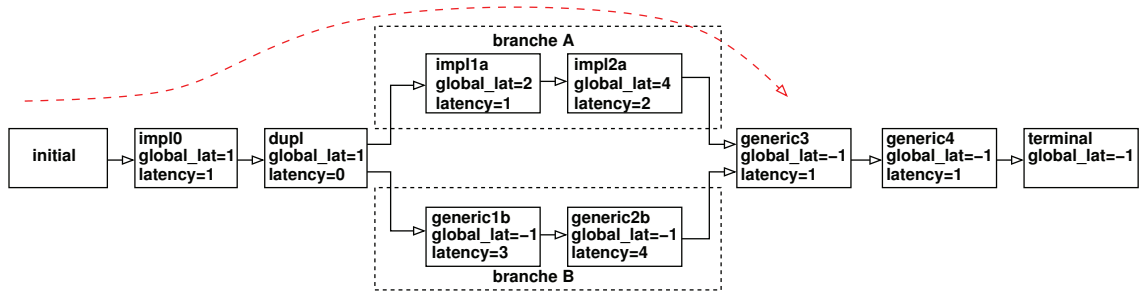 branche A
impl1a
global_lat=2
latency=1
impl2a
global_lat=4
latency=2
initial
impl0
global_lat=1
latency=1
dupl
global_lat=1
latency=0
generic3
global_lat=−1
latency=1
generic4
global_lat=−1
latency=1
terminal
global_lat=−1
generic1b
global_lat=−1
latency=3
generic2b
global_lat=−1
latency=4
branche B